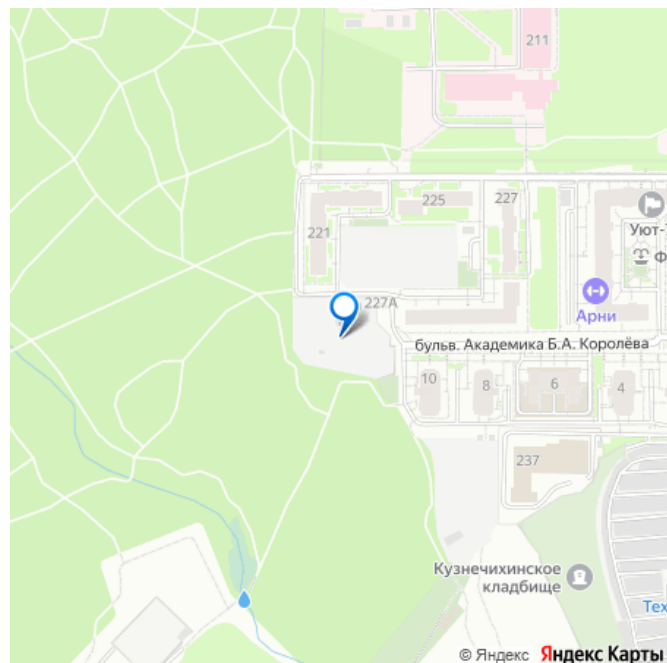 211
225
227
221
Уют-
Ф
227А
Арни
бульв. Академика Б.А. Королёва
10
8
6
4
237
Кузнечихинское
кладбище
Тех
© Яндекс Яндекс Карты